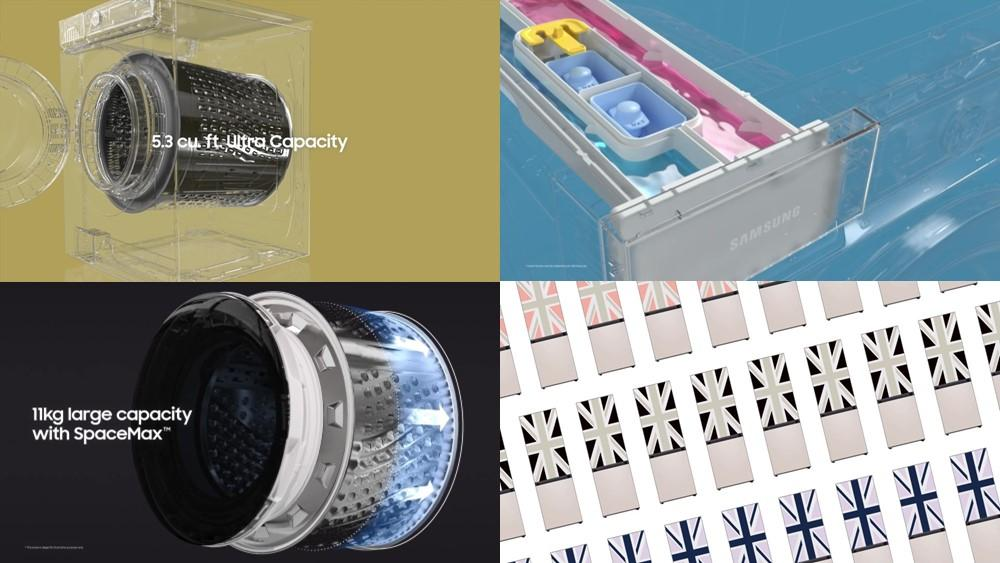 5.3 cu. ft. Ultra Capacity
SAMSUNG
11kg large capacity
with SpaceMax™